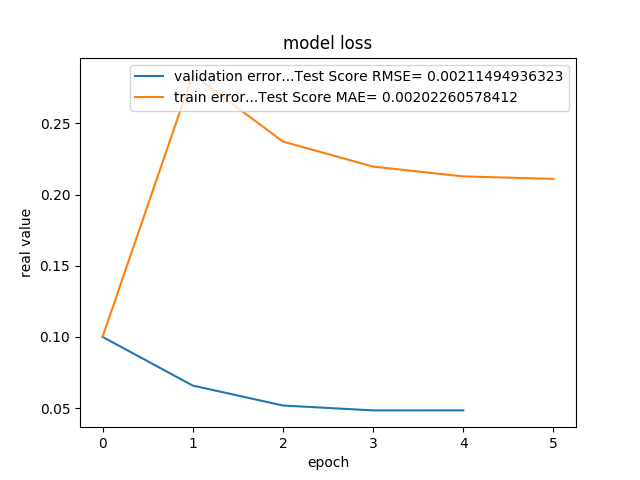 model loss
validation error...Test Score RMSE= 0.00211494936323
train error...Test Score MAE= 0.00202260578412
0.25
0.20
0.15
0.10
0.05
real value
0 1 2 3 4 5
epoch